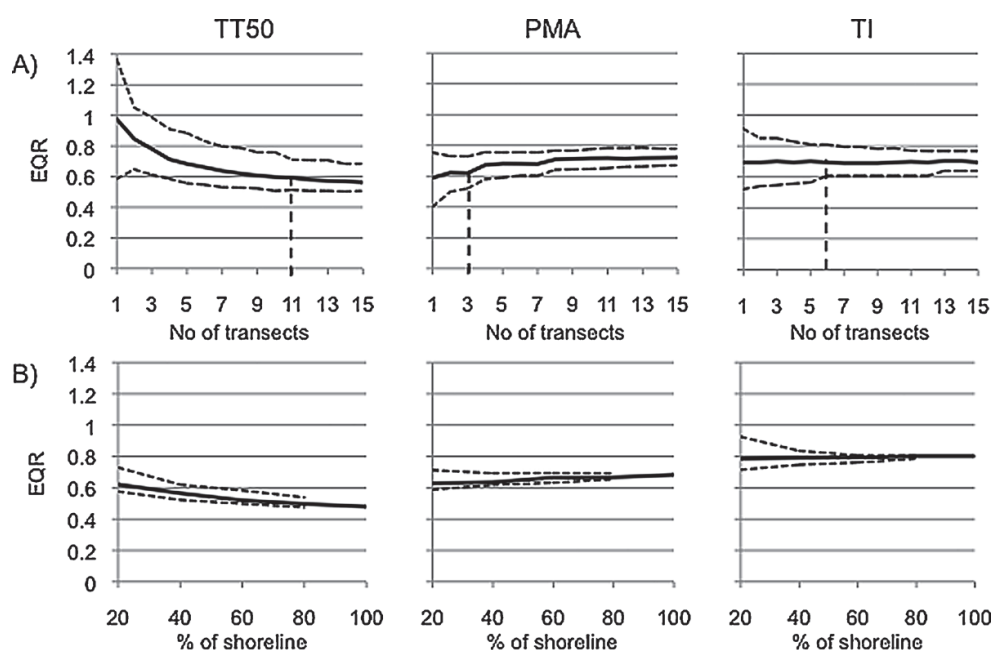 TT50 PMA TI
A)
EQR
1.4
1.2
1
0.8
0.6
0.4
0.2
0
1 3 5 7 9 11 13 15
No of transects
1 3 5 7 9 11 13 15
No of transects
1 3 5 7 9 11 13 15
No of transects
B)
EQR
1.4
1.2
1
0.8
0.6
0.4
0.2
0
20 40 60 80 100
% of shoreline
20 40 60 80 100
% of shoreline
20 40 60 80 100
% of shoreline